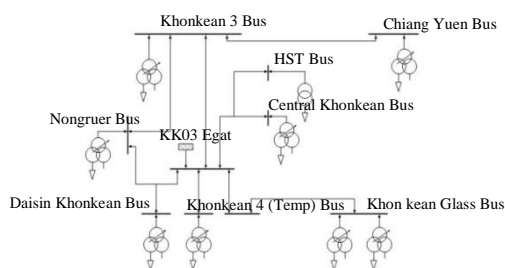 Khonkean 3 Bus
Chiang Yuen Bus
HST Bus
Central Khonkean Bus
Nongruer Bus
KK03 Egat
Daisin Khonkean Bus
Khonkean 4 (Temp) Bus
Khon kean Glass Bus